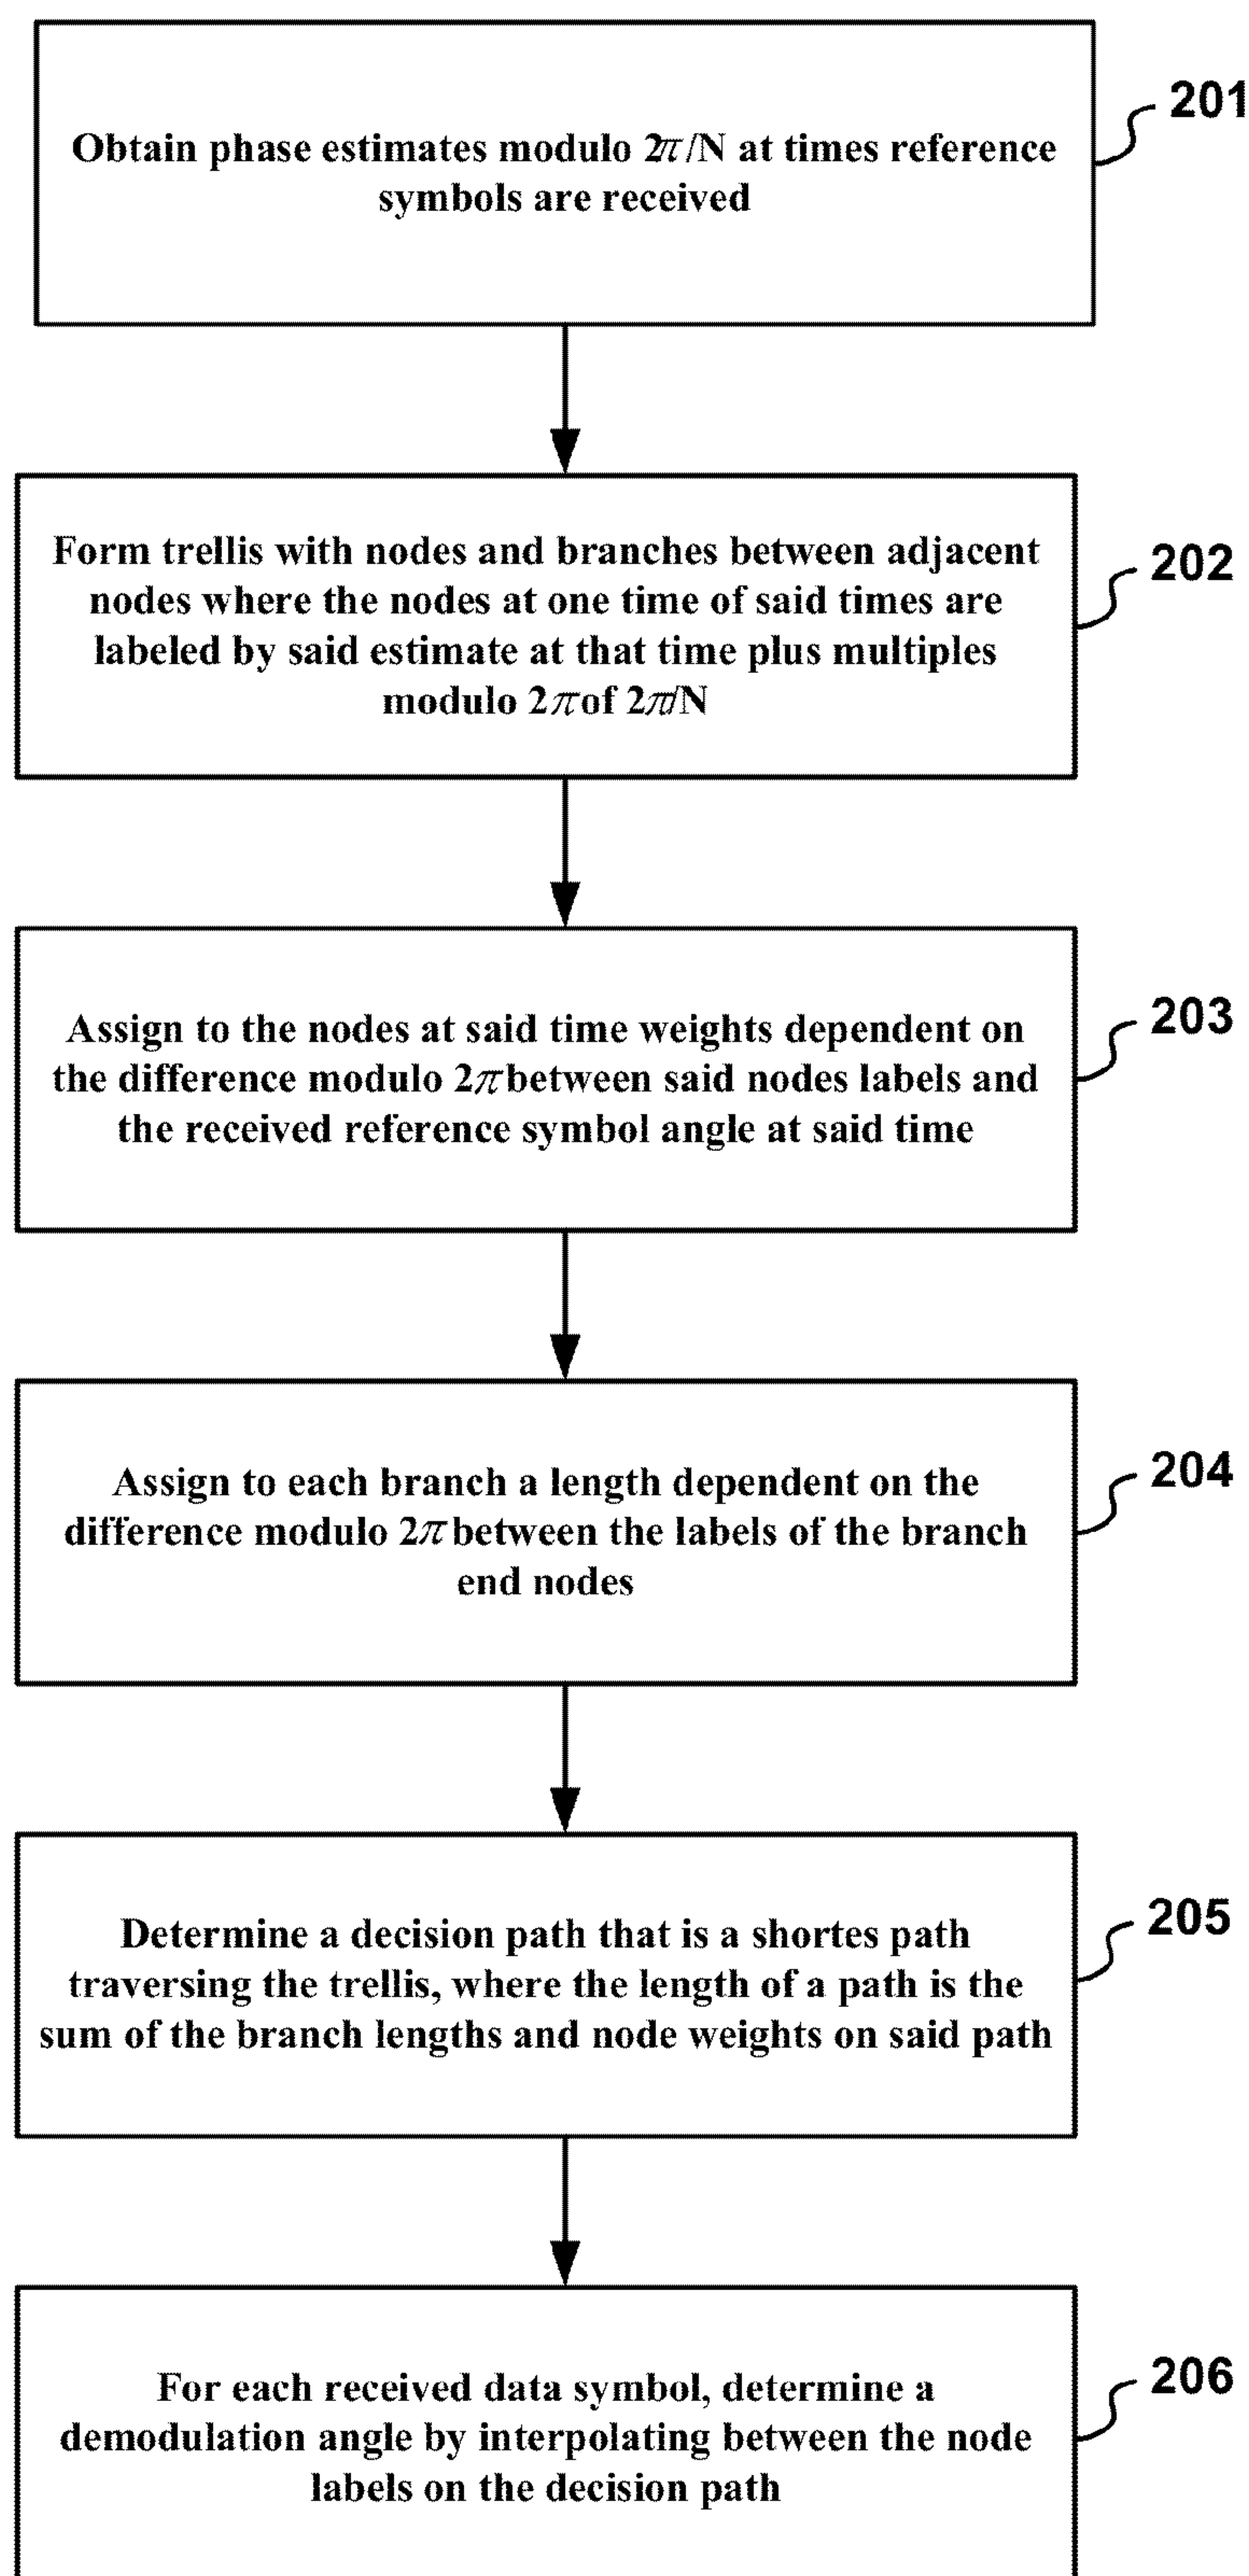 Obtain phase estimates modulo 2π/N at times reference
symbols are received
201
Form trellis with nodes and branches between adjacent
nodes where the nodes at one time of said times are
labeled by said estimate at that time plus multiples
modulo 2π of 2π/N
202
Assign to the nodes at said time weights dependent on
the difference modulo 2π between said nodes labels and
the received reference symbol angle at said time
203
Assign to each branch a length dependent on the
difference modulo 2π between the labels of the branch
end nodes
204
Determine a decision path that is a shortes path
traversing the trellis, where the length of a path is the
sum of the branch lengths and node weights on said path
205
For each received data symbol, determine a
demodulation angle by interpolating between the node
labels on the decision path
206